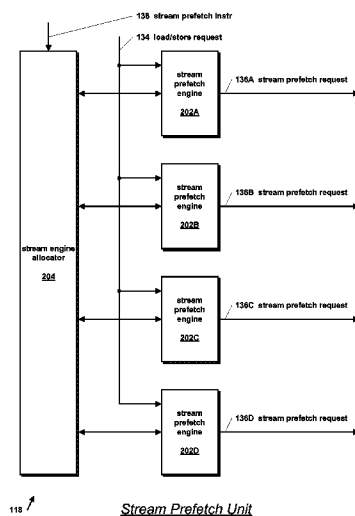 138 stream prefetch instr
134 load/store request
stream
prefetch
engine
202A
136A stream prefetch request
stream
prefetch
engine
202B
136B stream prefetch request
stream engine
allocator
204
stream
prefetch
engine
202C
136C stream prefetch request
stream
prefetch
engine
202D
136D stream prefetch request
118
Stream Prefetch Unit